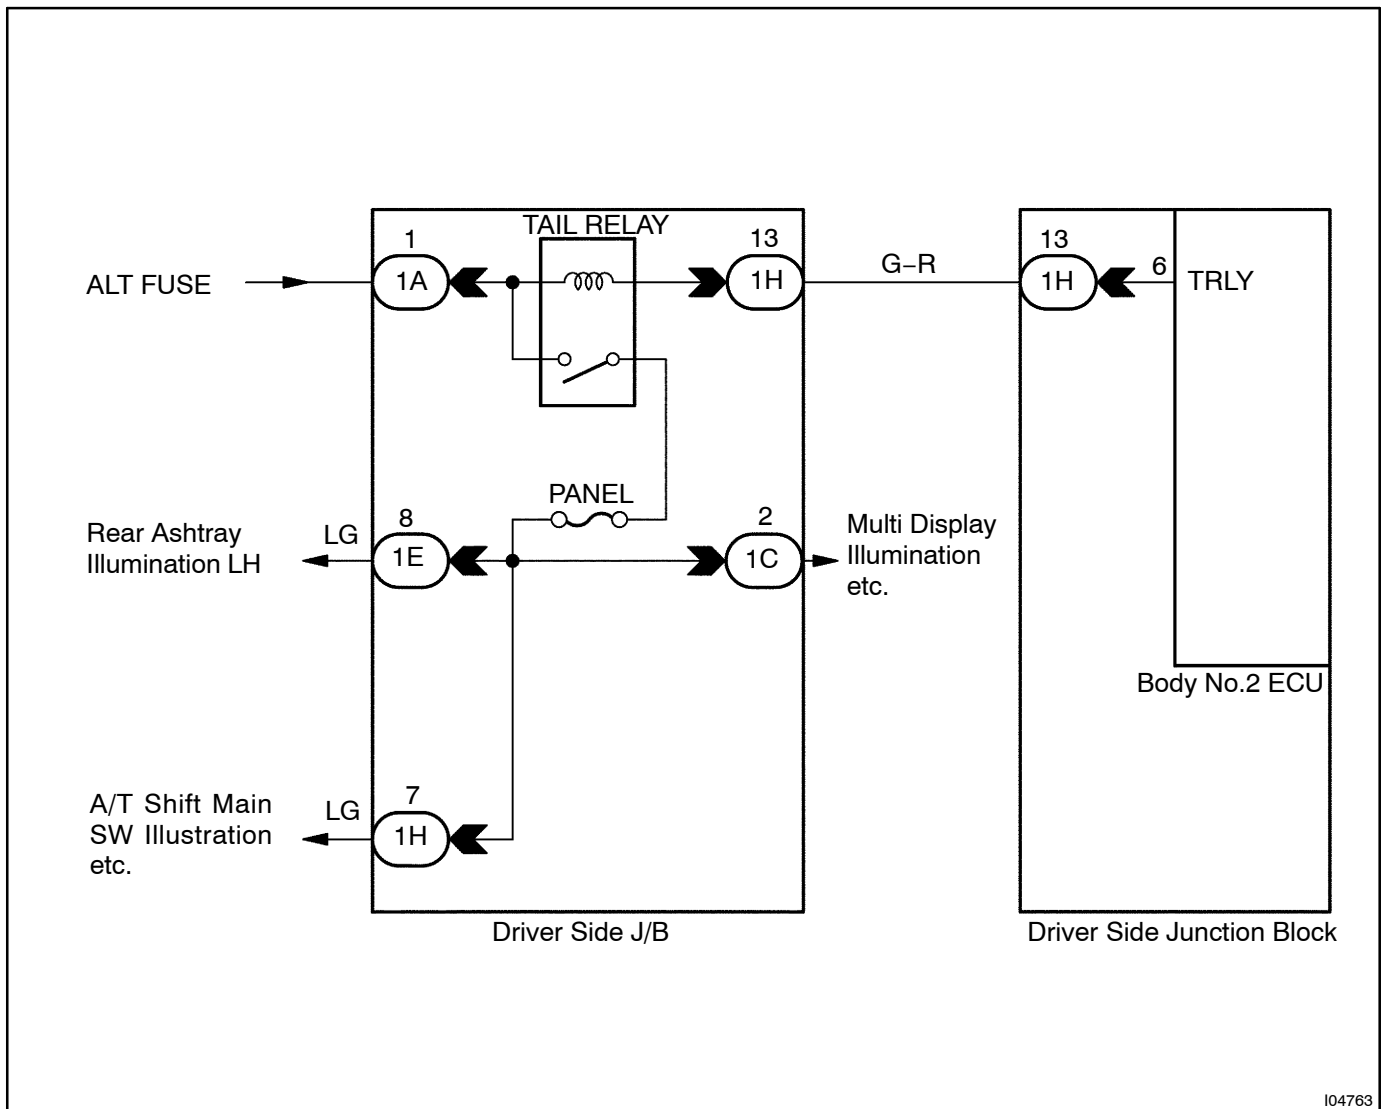 TAIL RELAY
1
13
13
ALT FUSE
1A
1H
G−R
1H
6
TRLY
PANEL
8
2
Rear Ashtray
Illumination LH
LG
1E
1C
Multi Display
Illumination
etc.
Body No.2 ECU
7
A/T Shift Main
SW Illustration
etc.
LG
1H
Driver Side J/B
Driver Side Junction Block
I04763